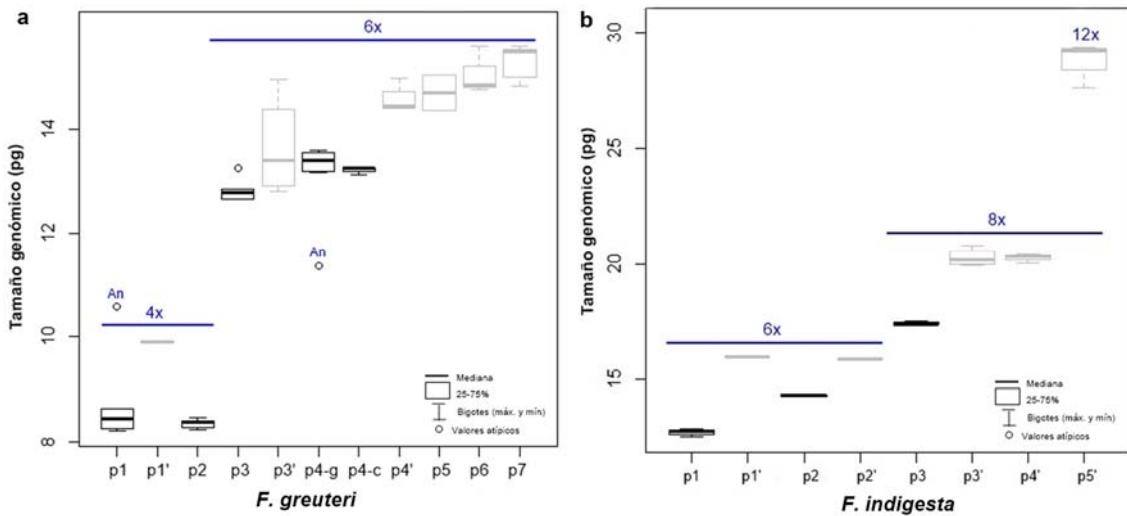 a
6x
Tamaño genómico (pg)
14
12
10
8
An
4x
An
Mediana
25-75%
Bigotes (máx. y mín)
Valores atípicos
p1 p1' p2 p3 p3' p4-g p4-c p4' p5 p6 p7
F. greuteri
b
12x
Tamaño genómico (pg)
30
25
20
15
8x
6x
Mediana
25-75%
Bigotes (máx. y mín)
Valores atípicos
p1 p1' p2 p2' p3 p3' p4' p5'
F. indigesta